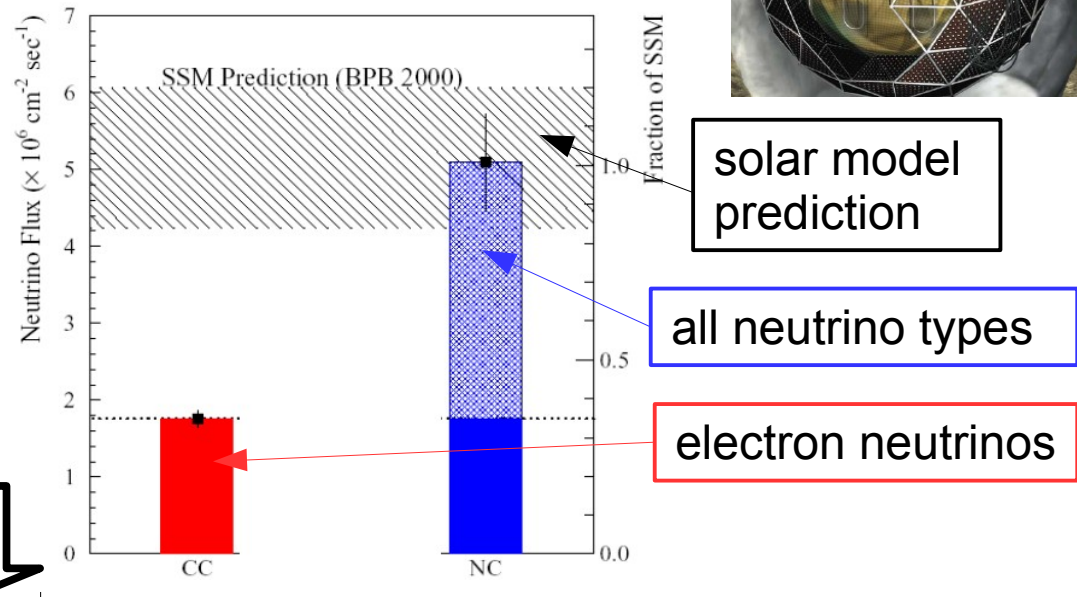 Neutrino Flux (× 10⁶ cm⁻² sec⁻¹)
7
6
5
4
3
2
1
0
SSM Prediction (BPB 2000)
CC
NC
1.0
0.5
0.0
Fraction of SSM
solar model
prediction
all neutrino types
electron neutrinos